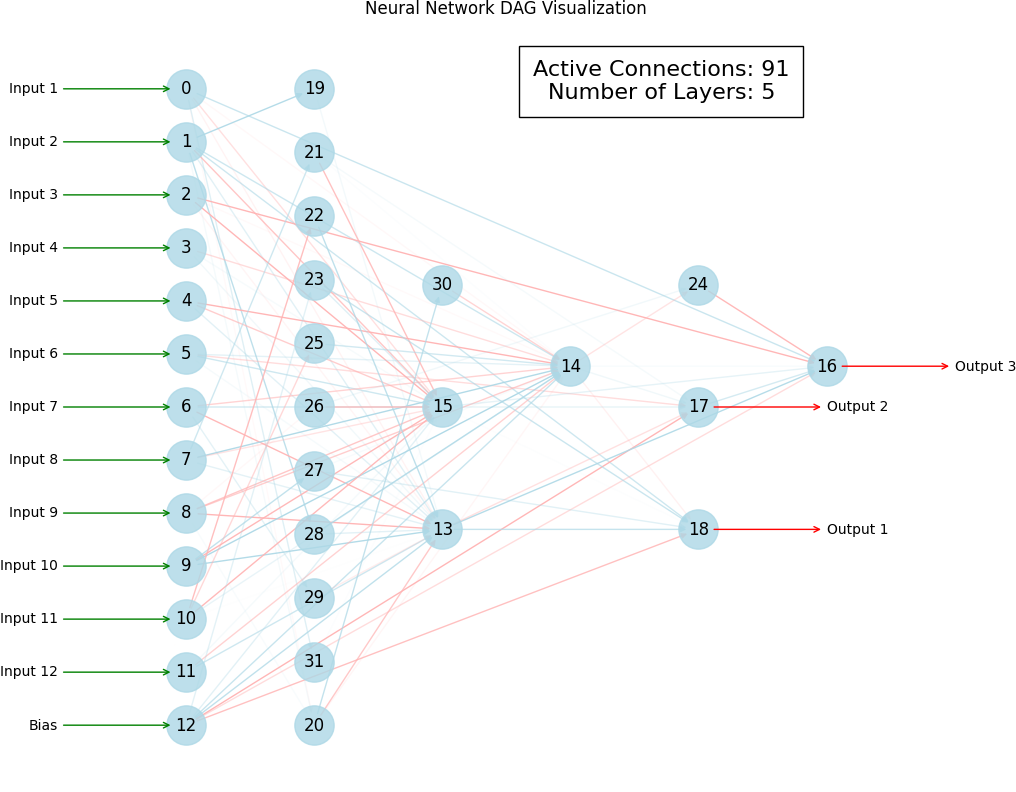 Neural Network DAG Visualization
Active Connections: 91
Number of Layers: 5
Input 1 0 19
21
Input 2 1
Input 3 2
22
Input 4 3
23 30 24
Input 5 4
25
Input 6 5
14 16 Output 3
Input 7 6 26 15 17 Output 2
Input 8 7
27
Input 9 8
28 13 18 Output 1
Input 10 9
29
Input 11 10
31
Input 12 11
Bias 12 20